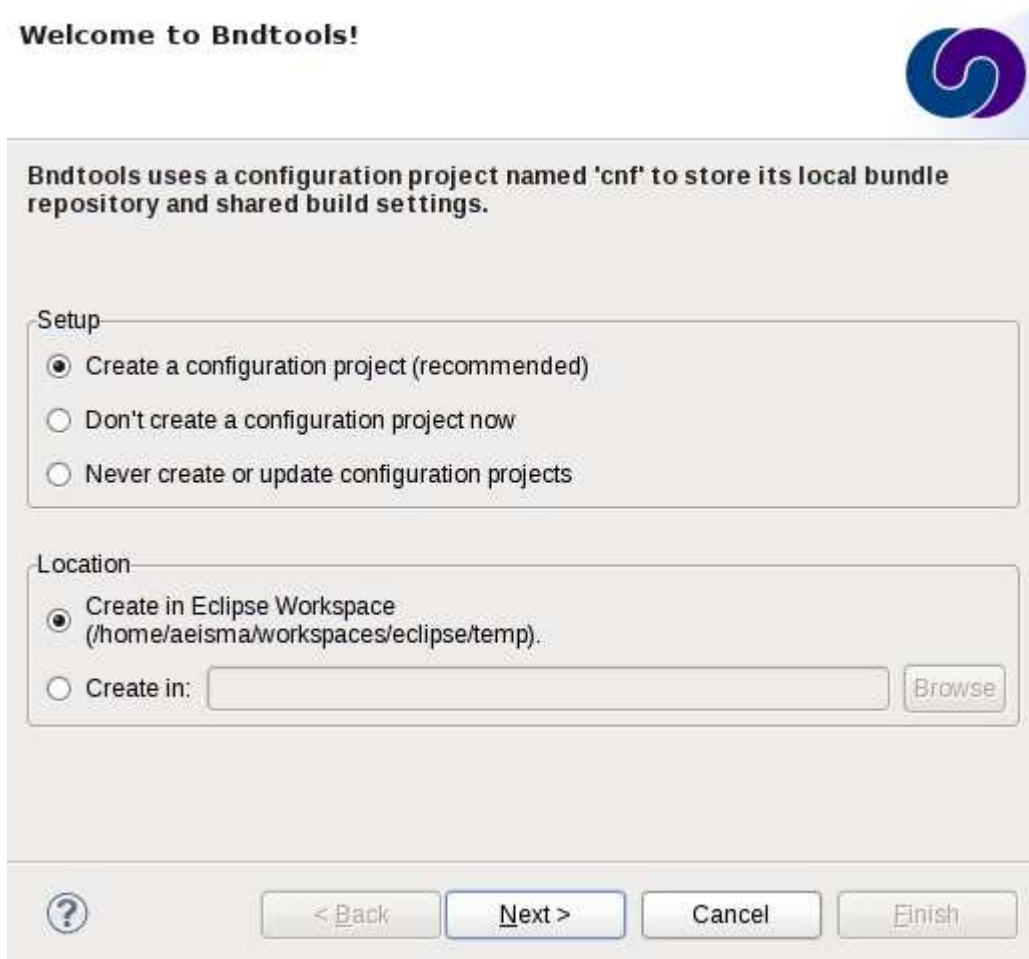 Welcome to Bndtools!
Bndtools uses a configuration project named 'cnf' to store its local bundle
repository and shared build settings.
Setup
Create a configuration project (recommended)
Don't create a configuration project now
Never create or update configuration projects
Location
Create in Eclipse Workspace
(/home/aeisma/workspaces/eclipse/temp).
Create in:
Browse
?
< Back
Next >
Cancel
Finish